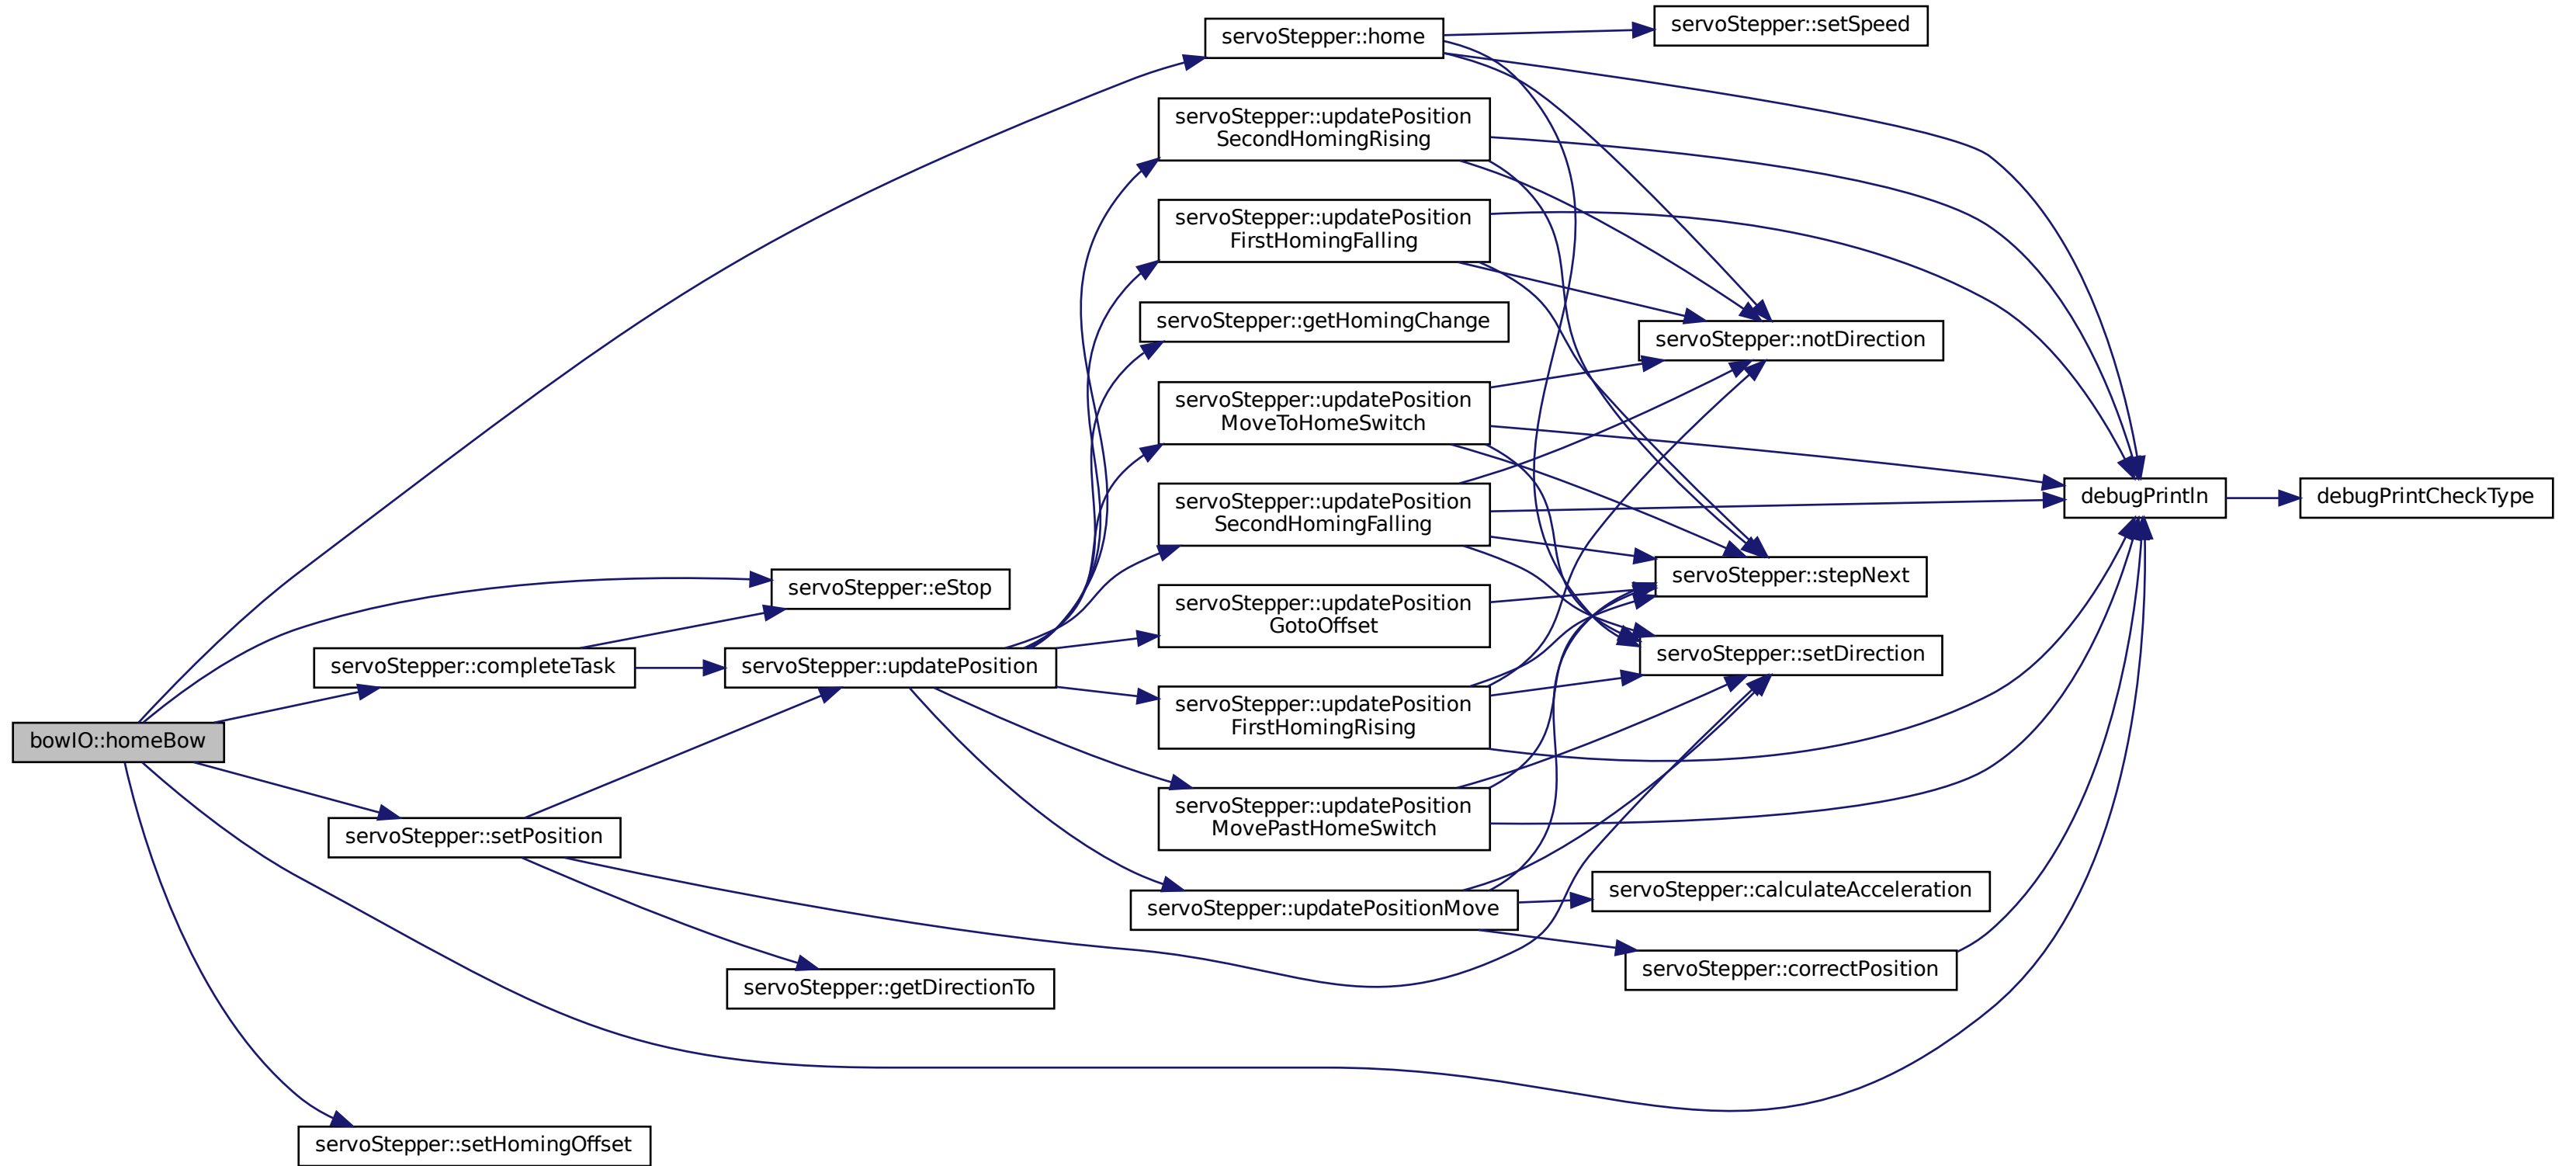 servoStepper::home
servoStepper::setSpeed
servoStepper::updatePosition
SecondHomingRising
servoStepper::updatePosition
FirstHomingFalling
servoStepper::getHomingChange
servoStepper::notDirection
servoStepper::updatePosition
MoveToHomeSwitch
servoStepper::updatePosition
SecondHomingFalling
debugPrintln
debugPrintCheckType
servoStepper::eStop
servoStepper::stepNext
servoStepper::updatePosition
GotoOffset
servoStepper::completeTask
servoStepper::updatePosition
servoStepper::setDirection
servoStepper::updatePosition
FirstHomingRising
bowIO::homeBow
servoStepper::updatePosition
MovePastHomeSwitch
servoStepper::setPosition
servoStepper::calculateAcceleration
servoStepper::updatePositionMove
servoStepper::correctPosition
servoStepper::getDirectionTo
servoStepper::setHomingOffset